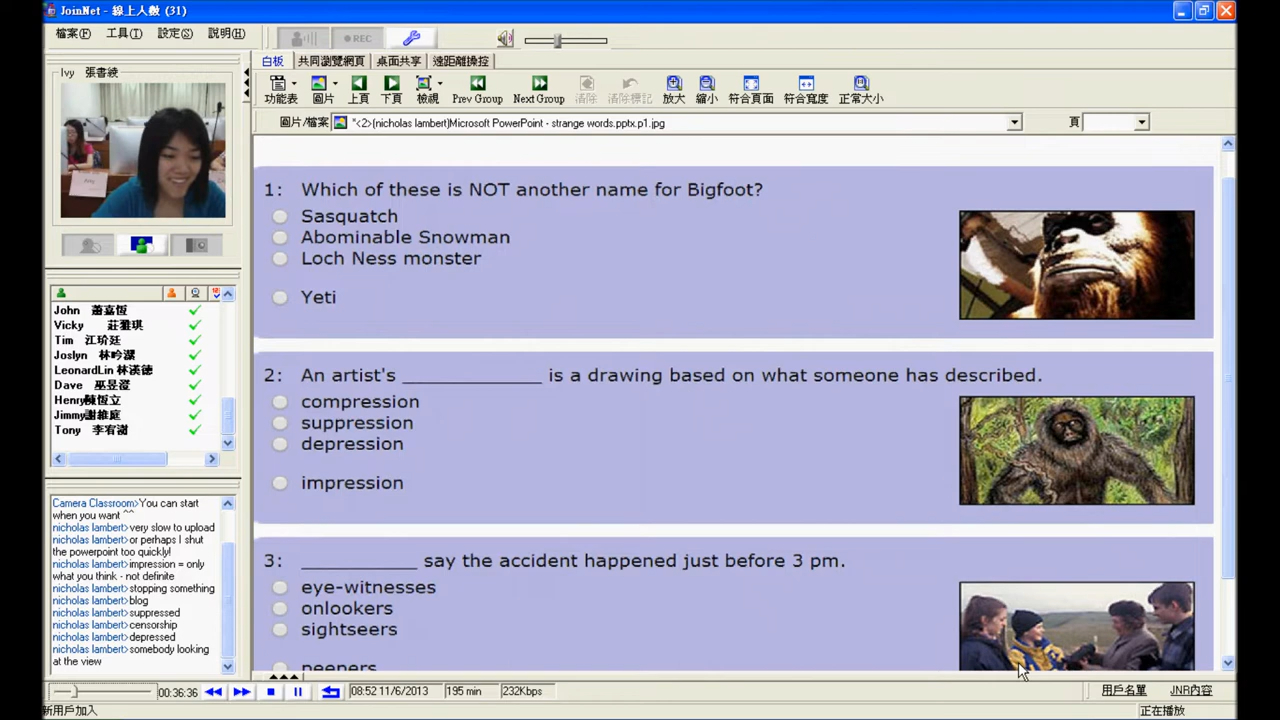 JoinNet - 線上人數 (31)
檔案(F) 工具(T) 設定(S) 說明(H)
REC
Ivy 張書綾
白板 共同瀏覽網頁 桌面共享 遠距離操控
功能表 圖片 上頁 下頁 檢視 Prev Group Next Group 清除 清除標記 放大 縮小 符合頁面 符合寬度 正常大小
圖片/檔案 "<2>(nicholas lambert)Microsoft PowerPoint - strange words.pptx.p1.jpg 頁
1: Which of these is NOT another name for Bigfoot?
Sasquatch
Abominable Snowman
Loch Ness monster
Yeti
2: An artist's _____________ is a drawing based on what someone has described.
compression
suppression
depression
impression
3: ___________ say the accident happened just before 3 pm.
eye-witnesses
onlookers
sightseers
peepers
John 蕭嘉恆
Vicky 莊雅琪
Tim 江玠廷
Joslyn 林吟潔
LeonardLin 林漢德
Dave 巫昱澄
Henry陳恆立
Jimmy謝維庭
Tony 李宥澍
Camera Classroom>You can start
when you want ^^
nicholas lambert>very slow to upload
nicholas lambert>or perhaps I shut
the powerpoint too quickly!
nicholas lambert>impression = only
what you think - not definite
nicholas lambert>stopping something
nicholas lambert>blog
nicholas lambert>suppressed
nicholas lambert>censorship
nicholas lambert>depressed
nicholas lambert>somebody looking
at the view
00:36:36 08:52 11/6/2013 195 min 232Kbps 用戶名單 JNR內容
新用戶加入 正在播放